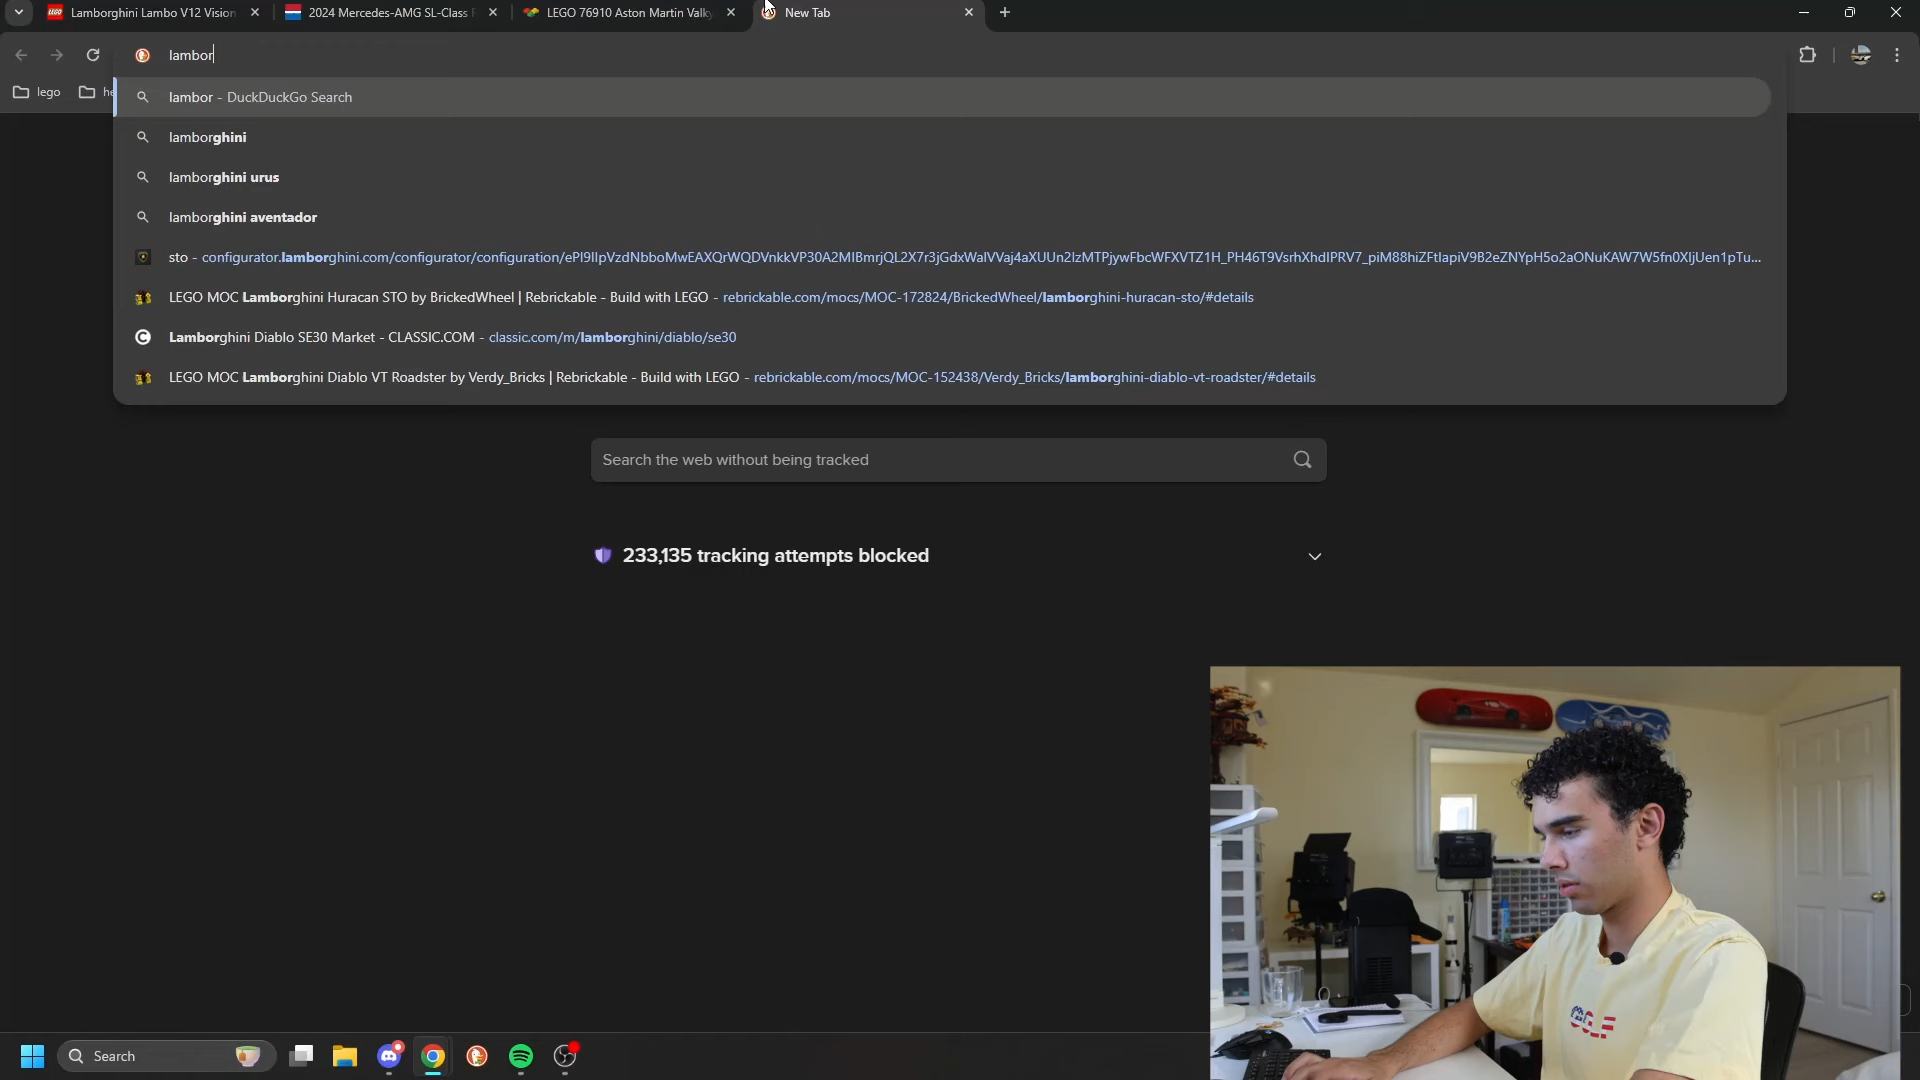 Lamborghini Lambo V12 Vision
2024 Mercedes-AMG SL-Class
LEGO 76910 Aston Martin Valky
New Tab
lambor
lego
he
lambor - DuckDuckGo Search
lamborghini
lamborghini urus
lamborghini aventador
sto - configurator.lamborghini.com/configurator/configuration/ePl9IIpVzdNbboMwEAXQrWQDVnkkVP30A2MIBmrjQL2X7r3jGdxWalVVaj4aXUUn2IzMTPjywFbcWFXVTZ1H_PH46T9VsrhXhdIPRV7_piM88hiZFtIapiV9B2eZNYpH5o2aONuKAW7W5fn0XIjUen1pTu...
LEGO MOC Lamborghini Huracan STO by BrickedWheel | Rebrickable - Build with LEGO - rebrickable.com/mocs/MOC-172824/BrickedWheel/lamborghini-huracan-sto/#details
Lamborghini Diablo SE30 Market - CLASSIC.COM - classic.com/m/lamborghini/diablo/se30
LEGO MOC Lamborghini Diablo VT Roadster by Verdy_Bricks | Rebrickable - Build with LEGO - rebrickable.com/mocs/MOC-152438/Verdy_Bricks/lamborghini-diablo-vt-roadster/#details
Search the web without being tracked
233,135 tracking attempts blocked
Search